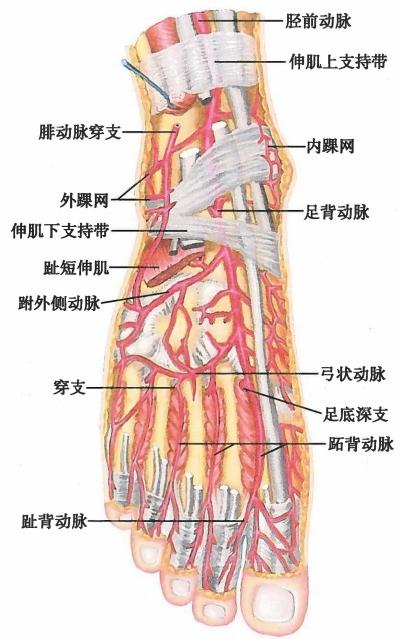 胫前动脉
伸肌上支持带
腓动脉穿支
内踝网
外踝网
足背动脉
伸肌下支持带
趾短伸肌
跗外侧动脉
弓状动脉
穿支
足底深支
跖背动脉
趾背动脉